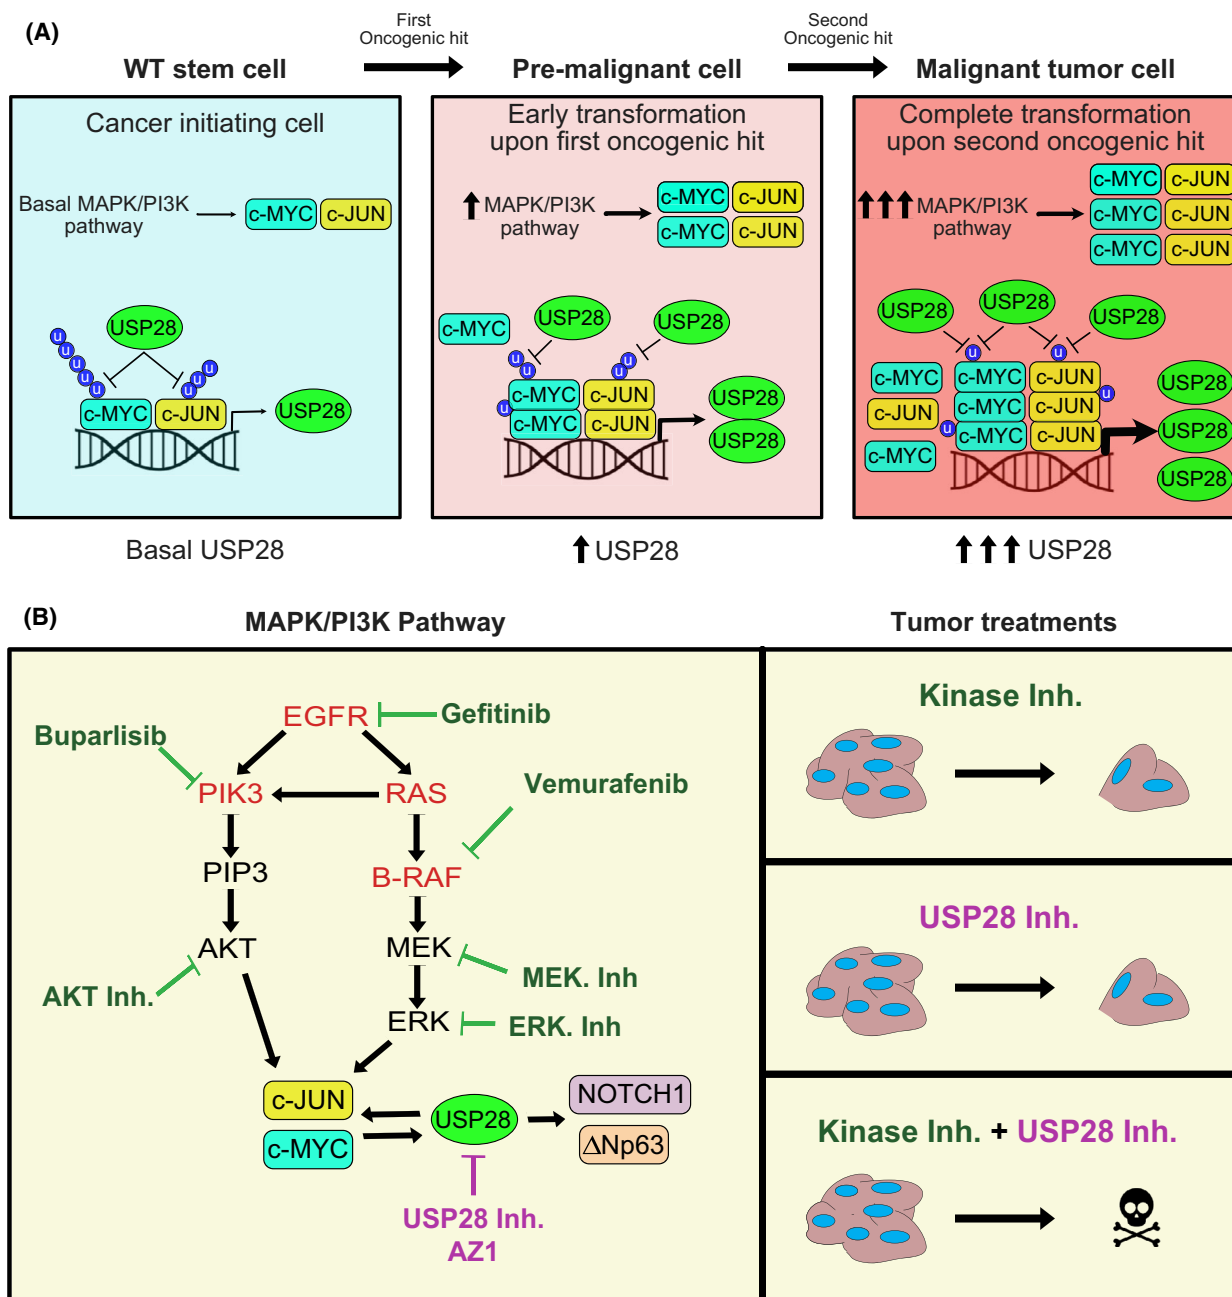 (A)
First
Oncogenic hit
Second
Oncogenic hit
WT stem cell
Pre-malignant cell
Malignant tumor cell
Cancer initiating cell
Basal MAPK/PI3K
pathway
c-MYC c-JUN
USP28
u
u
u
u
u
u
u
u
c-MYC c-JUN
USP28
Basal USP28
Early transformation
upon first oncogenic hit
MAPK/PI3K
pathway
c-MYC c-JUN
c-MYC c-JUN
c-MYC
USP28
USP28
u
u
u
u
u
c-MYC c-JUN
c-MYC c-JUN
USP28
USP28
USP28
Complete transformation
upon second oncogenic hit
MAPK/PI3K
pathway
c-MYC c-JUN
c-MYC c-JUN
c-MYC c-JUN
USP28
USP28
USP28
u
u
u
u
c-MYC
c-JUN
c-MYC
c-MYC c-JUN
c-MYC c-JUN
c-MYC c-JUN
USP28
USP28
USP28
USP28
(B)
MAPK/PI3K Pathway
Tumor treatments
EGFR
Gefitinib
Buparlisib
PIK3
RAS
Vemurafenib
PIP3
B-RAF
AKT
MEK
AKT Inh.
MEK. Inh
ERK
ERK. Inh
c-JUN
c-MYC
USP28
NOTCH1
ΔNp63
USP28 Inh.
AZ1
Kinase Inh.
USP28 Inh.
Kinase Inh. + USP28 Inh.